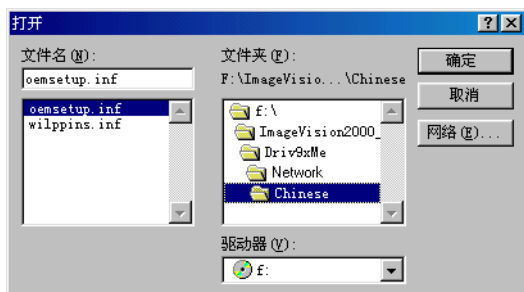 打开
文件名(N):
oemsetup.inf
oemsetup.inf
wilppins.inf
文件夹(F):
F:\ImageVisio...\Chinese
f:\
ImageVision2000_
Driv9xMe
Network
Chinese
驱动器(V):
f:
确定
取消
网络(E)...